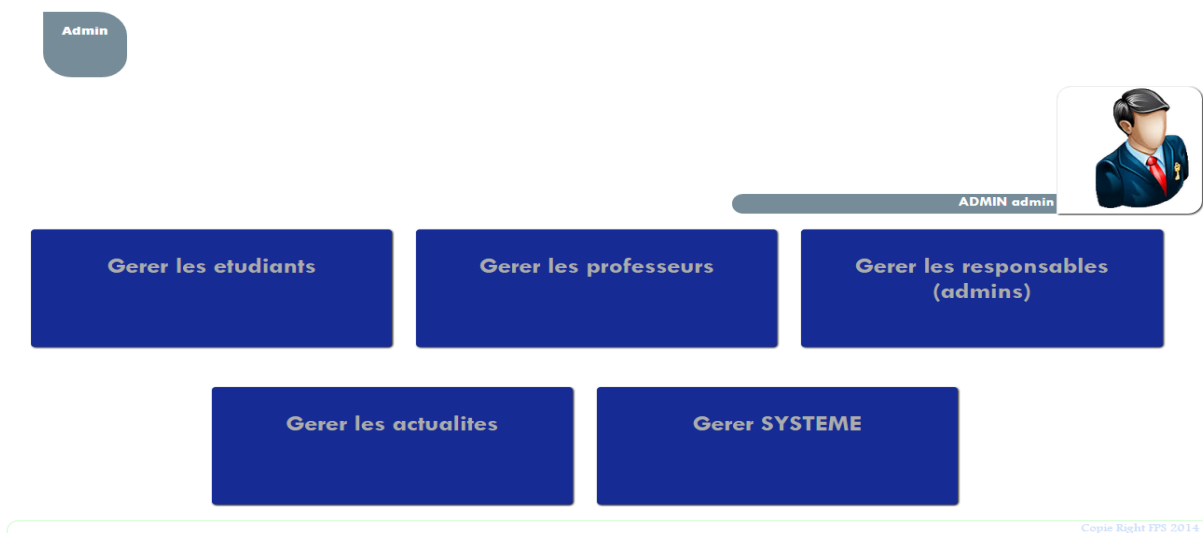 Admin
ADMIN admin
Gerer les etudiants
Gerer les professeurs
Gerer les responsables
(admins)
Gerer les actualites
Gerer SYSTEME
Copie Right FPS 2014